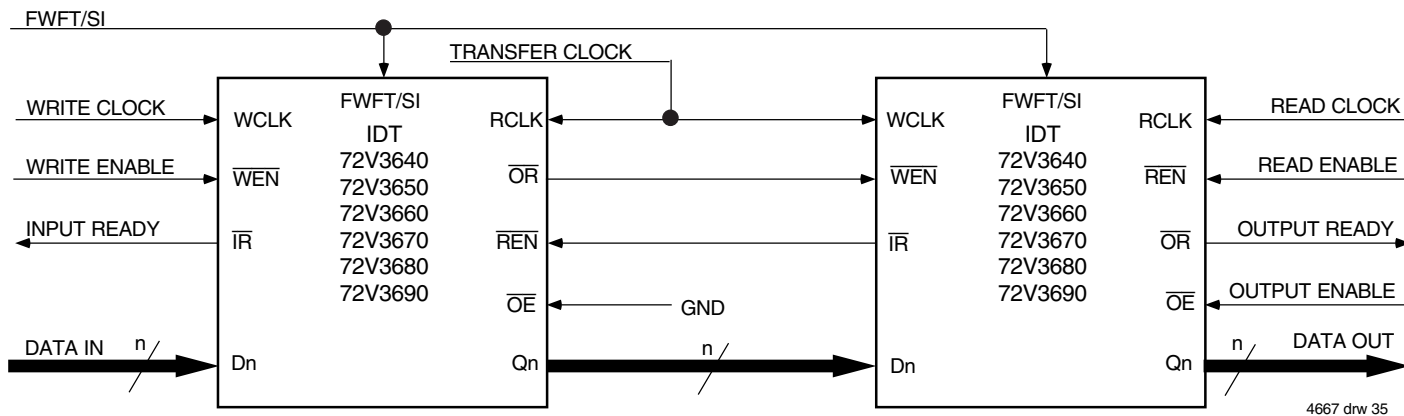 FWFT/SI
TRANSFER CLOCK
WRITE CLOCK
WRITE ENABLE
INPUT READY
DATA IN
n
FWFT/SI
IDT
72V3640
72V3650
72V3660
72V3670
72V3680
72V3690
WCLK
WEN
IR
Dn
RCLK
OR
REN
OE
Qn
GND
n
FWFT/SI
IDT
72V3640
72V3650
72V3660
72V3670
72V3680
72V3690
WCLK
WEN
IR
Dn
RCLK
REN
OR
OE
Qn
READ CLOCK
READ ENABLE
OUTPUT READY
OUTPUT ENABLE
n
DATA OUT
4667 drw 35